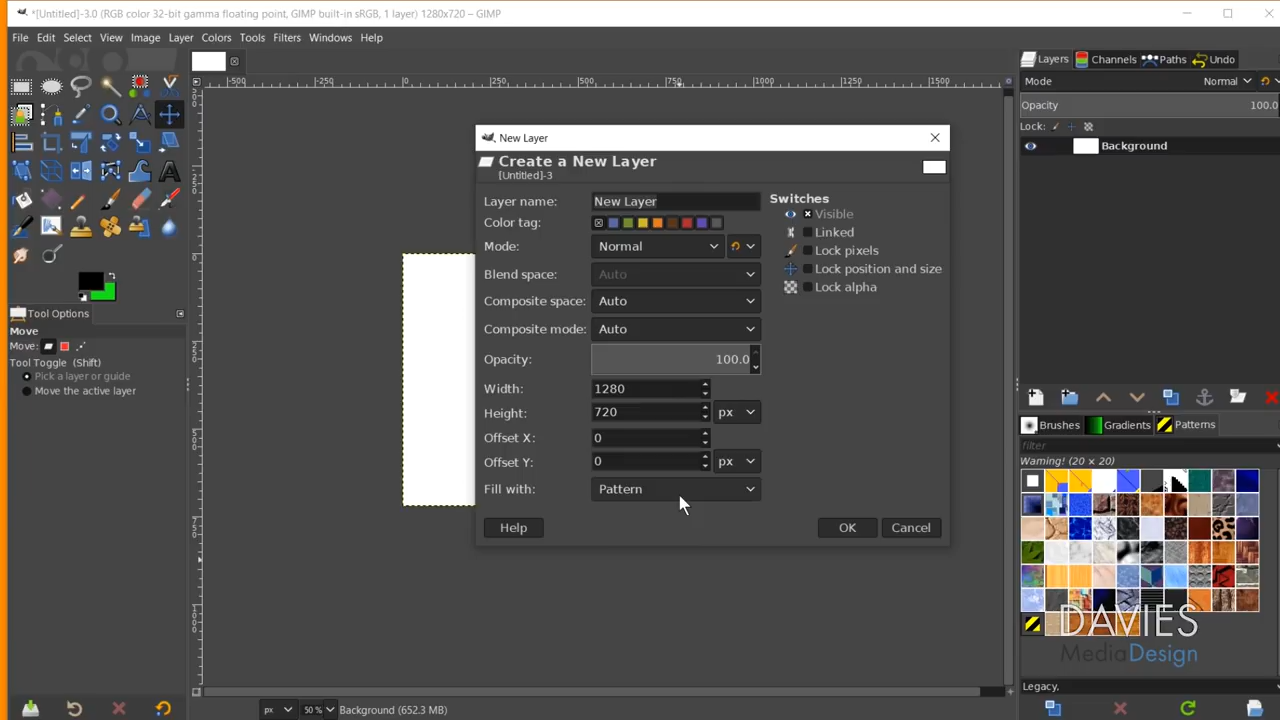 *[Untitled]-3.0 (RGB color 32-bit gamma floating point, GIMP built-in sRGB, 1 layer) 1280x720 – GIMP
File Edit Select View Image Layer Colors Tools Filters Windows Help
Layers Channels Paths Undo
Mode Normal
Opacity 100.0
Lock:
Background
New Layer
Create a New Layer
[Untitled]-3
Layer name: New Layer
Color tag:
Mode: Normal
Blend space: Auto
Composite space: Auto
Composite mode: Auto
Opacity: 100.0
Width: 1280
Height: 720 px
Offset X: 0
Offset Y: 0 px
Fill with: Pattern
Switches
Visible
Linked
Lock pixels
Lock position and size
Lock alpha
Help OK Cancel
Tool Options
Move
Move:
Tool Toggle (Shift)
Pick a layer or guide
Move the active layer
Brushes Gradients Patterns
filter
Warning! (20 × 20)
DAVIES
MediaDesign
Legacy.
px 50 % Background (652.3 MB)